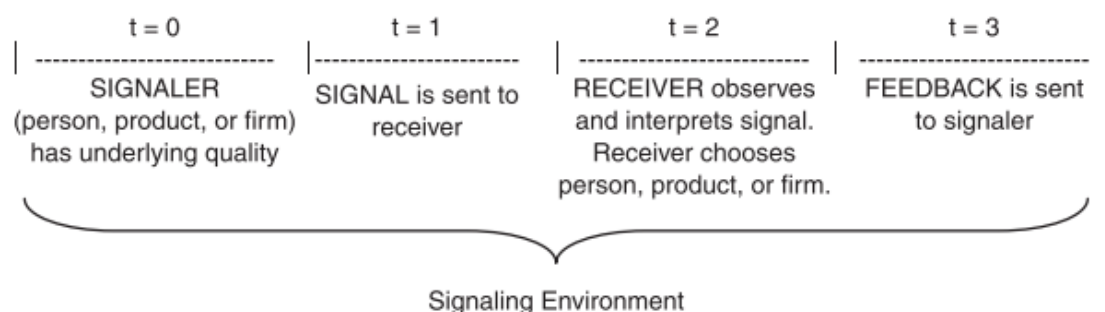 t = 0
t = 1
t = 2
t = 3
SIGNALER
(person, product, or firm)
has underlying quality
SIGNAL is sent to
receiver
RECEIVER observes
and interprets signal.
Receiver chooses
person, product, or firm.
FEEDBACK is sent
to signaler
Signaling Environment